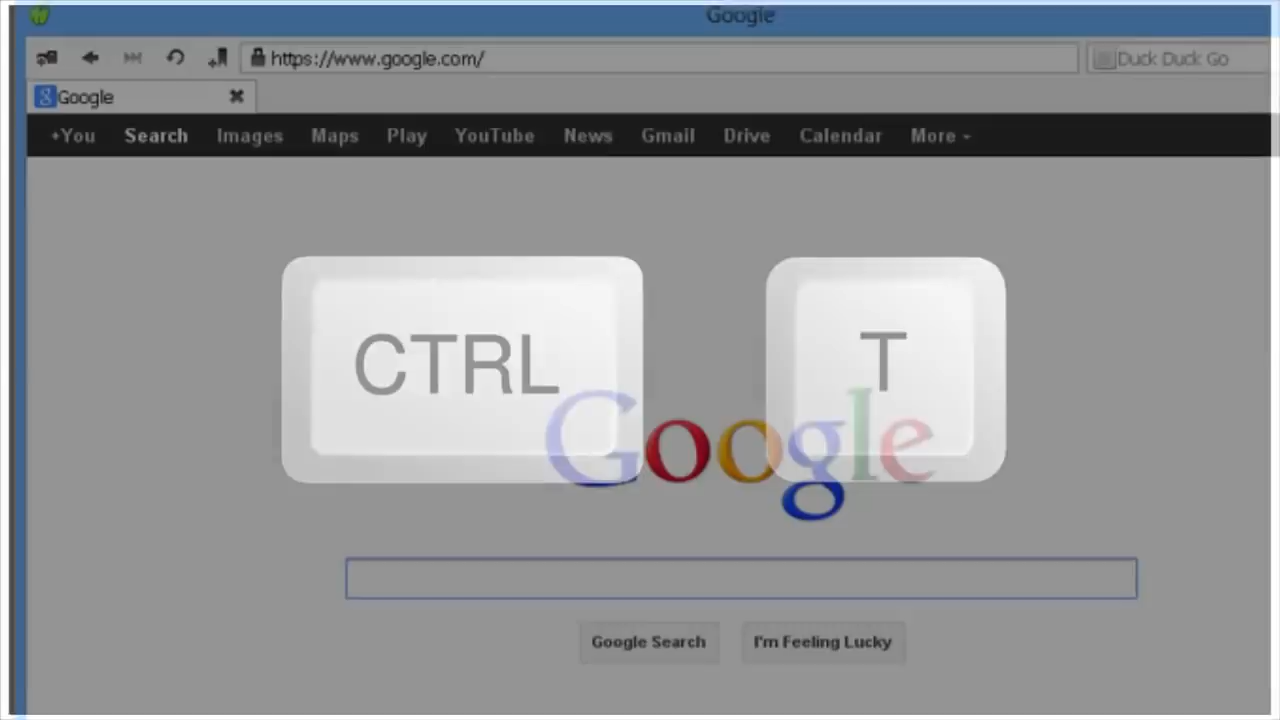 Google
https://www.google.com/
Duck Duck Go
Google
+You Search Images Maps Play YouTube News Gmail Drive Calendar More
CTRL T
Google
Google Search I'm Feeling Lucky